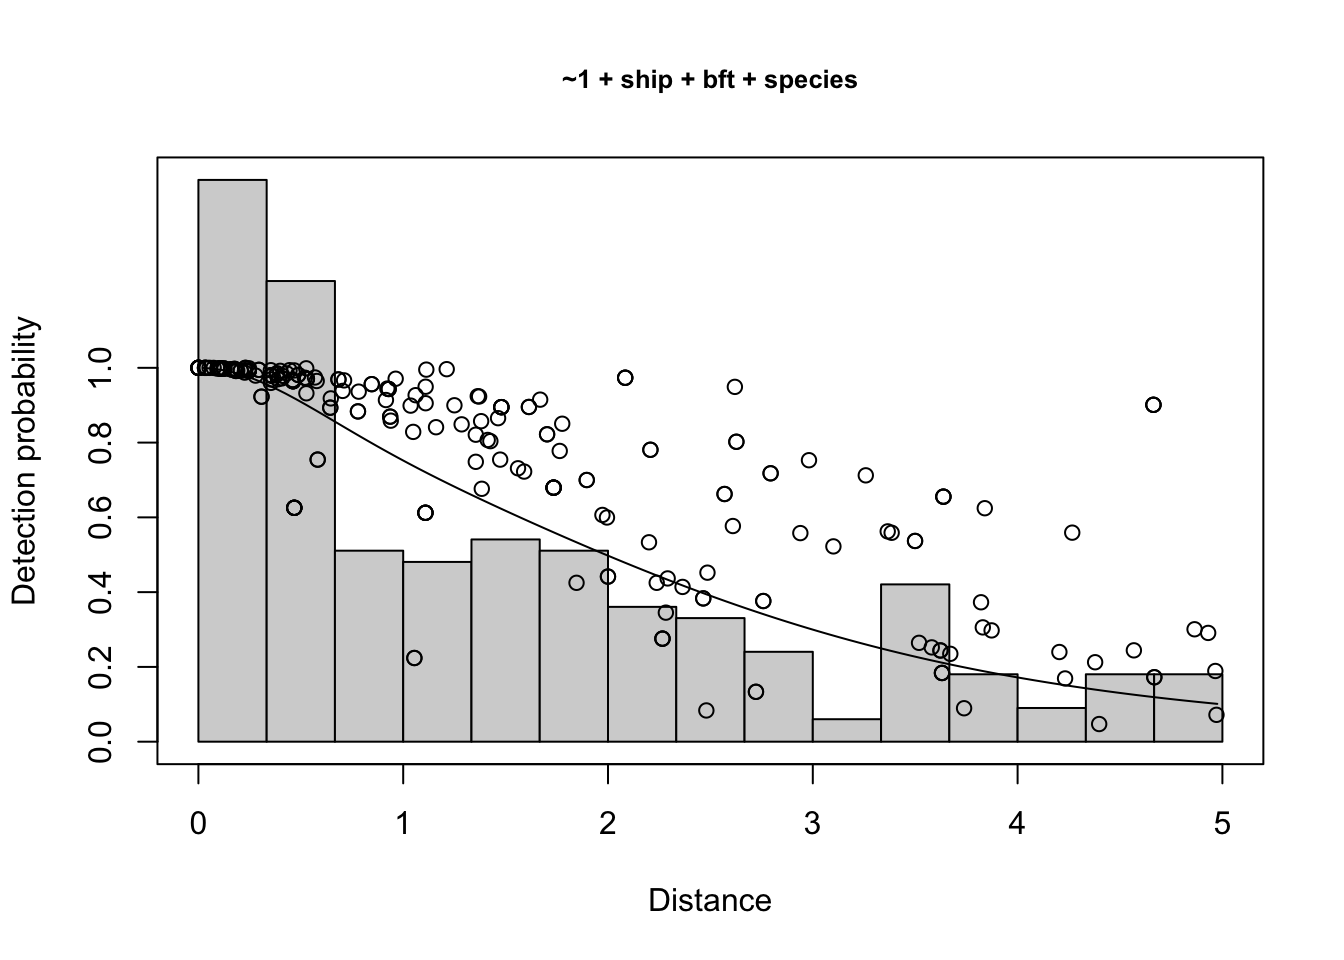 ~1 + ship + bft + species
Detection probability
1.0
0.8
0.6
0.4
0.2
0.0
0 1 2 3 4 5
Distance